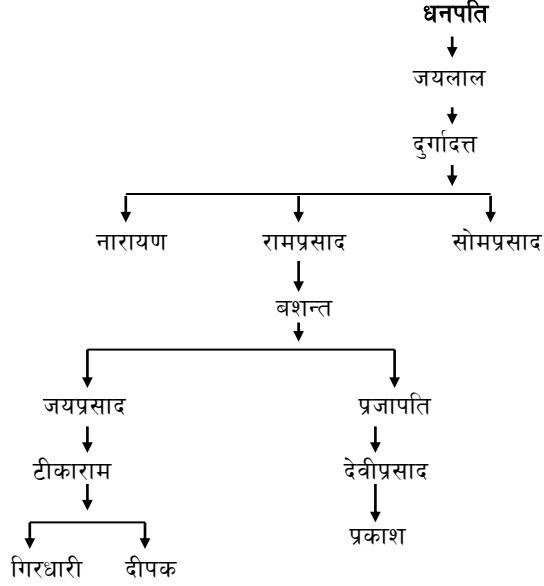 धनपति
जयलाल
दुर्गादत्त
नारायण रामप्रसाद सोमप्रसाद
बशन्त
जयप्रसाद प्रजापति
टीकाराम देवीप्रसाद
प्रकाश
गिरधारी दीपक